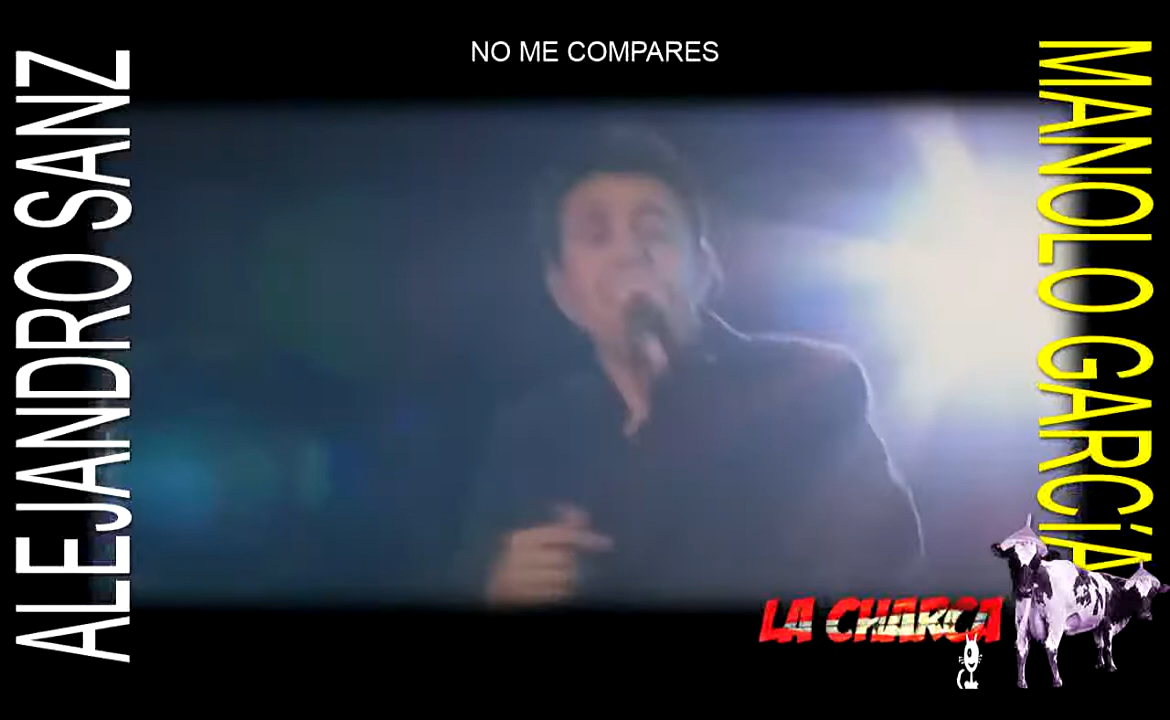 NO ME COMPARES
ALEJANDRO SANZ
MANOLO GARCÍA
LA CHARCA